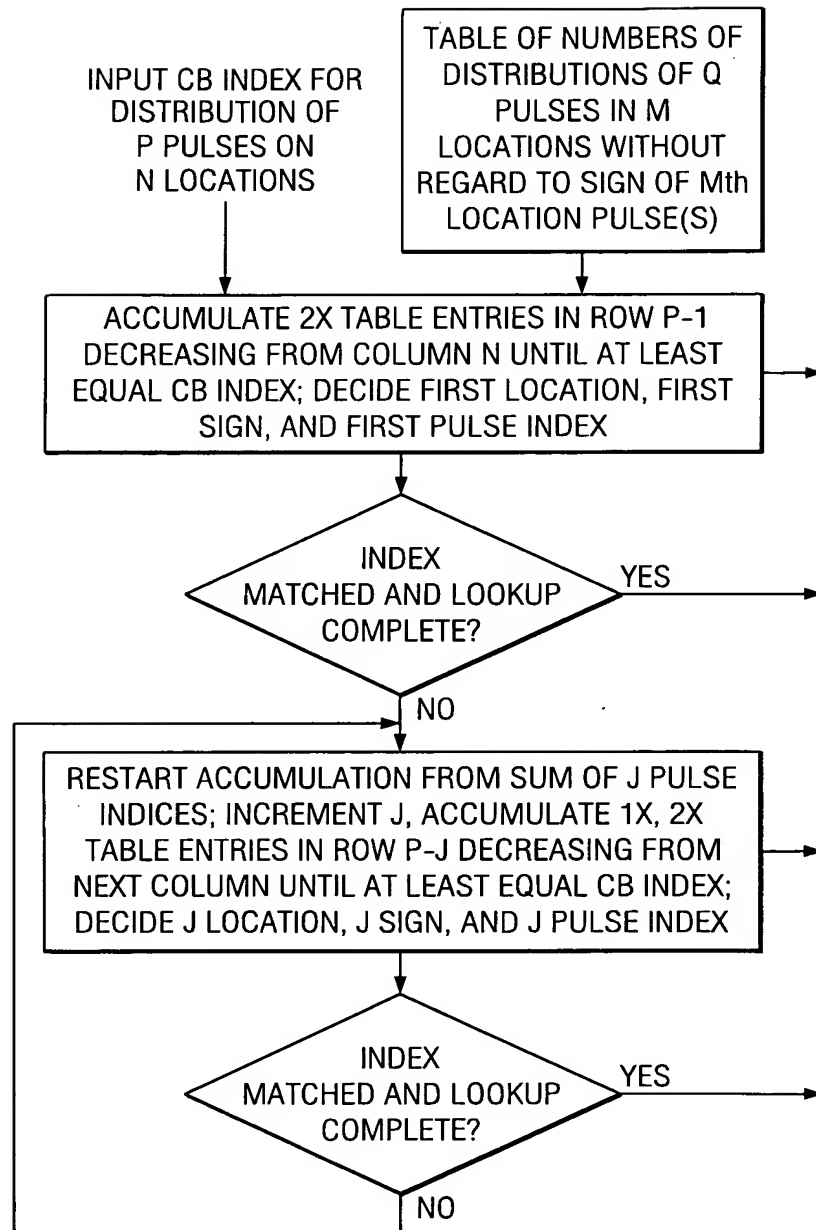 INPUT CB INDEX FOR
DISTRIBUTION OF
P PULSES ON
N LOCATIONS
TABLE OF NUMBERS OF
DISTRIBUTIONS OF Q
PULSES IN M
LOCATIONS WITHOUT
REGARD TO SIGN OF Mth
LOCATION PULSE(S)
ACCUMULATE 2X TABLE ENTRIES IN ROW P-1
DECREASING FROM COLUMN N UNTIL AT LEAST
EQUAL CB INDEX; DECIDE FIRST LOCATION, FIRST
SIGN, AND FIRST PULSE INDEX
INDEX
MATCHED AND LOOKUP
COMPLETE?
YES
NO
RESTART ACCUMULATION FROM SUM OF J PULSE
INDICES; INCREMENT J, ACCUMULATE 1X, 2X
TABLE ENTRIES IN ROW P-J DECREASING FROM
NEXT COLUMN UNTIL AT LEAST EQUAL CB INDEX;
DECIDE J LOCATION, J SIGN, AND J PULSE INDEX
INDEX
MATCHED AND LOOKUP
COMPLETE?
YES
NO